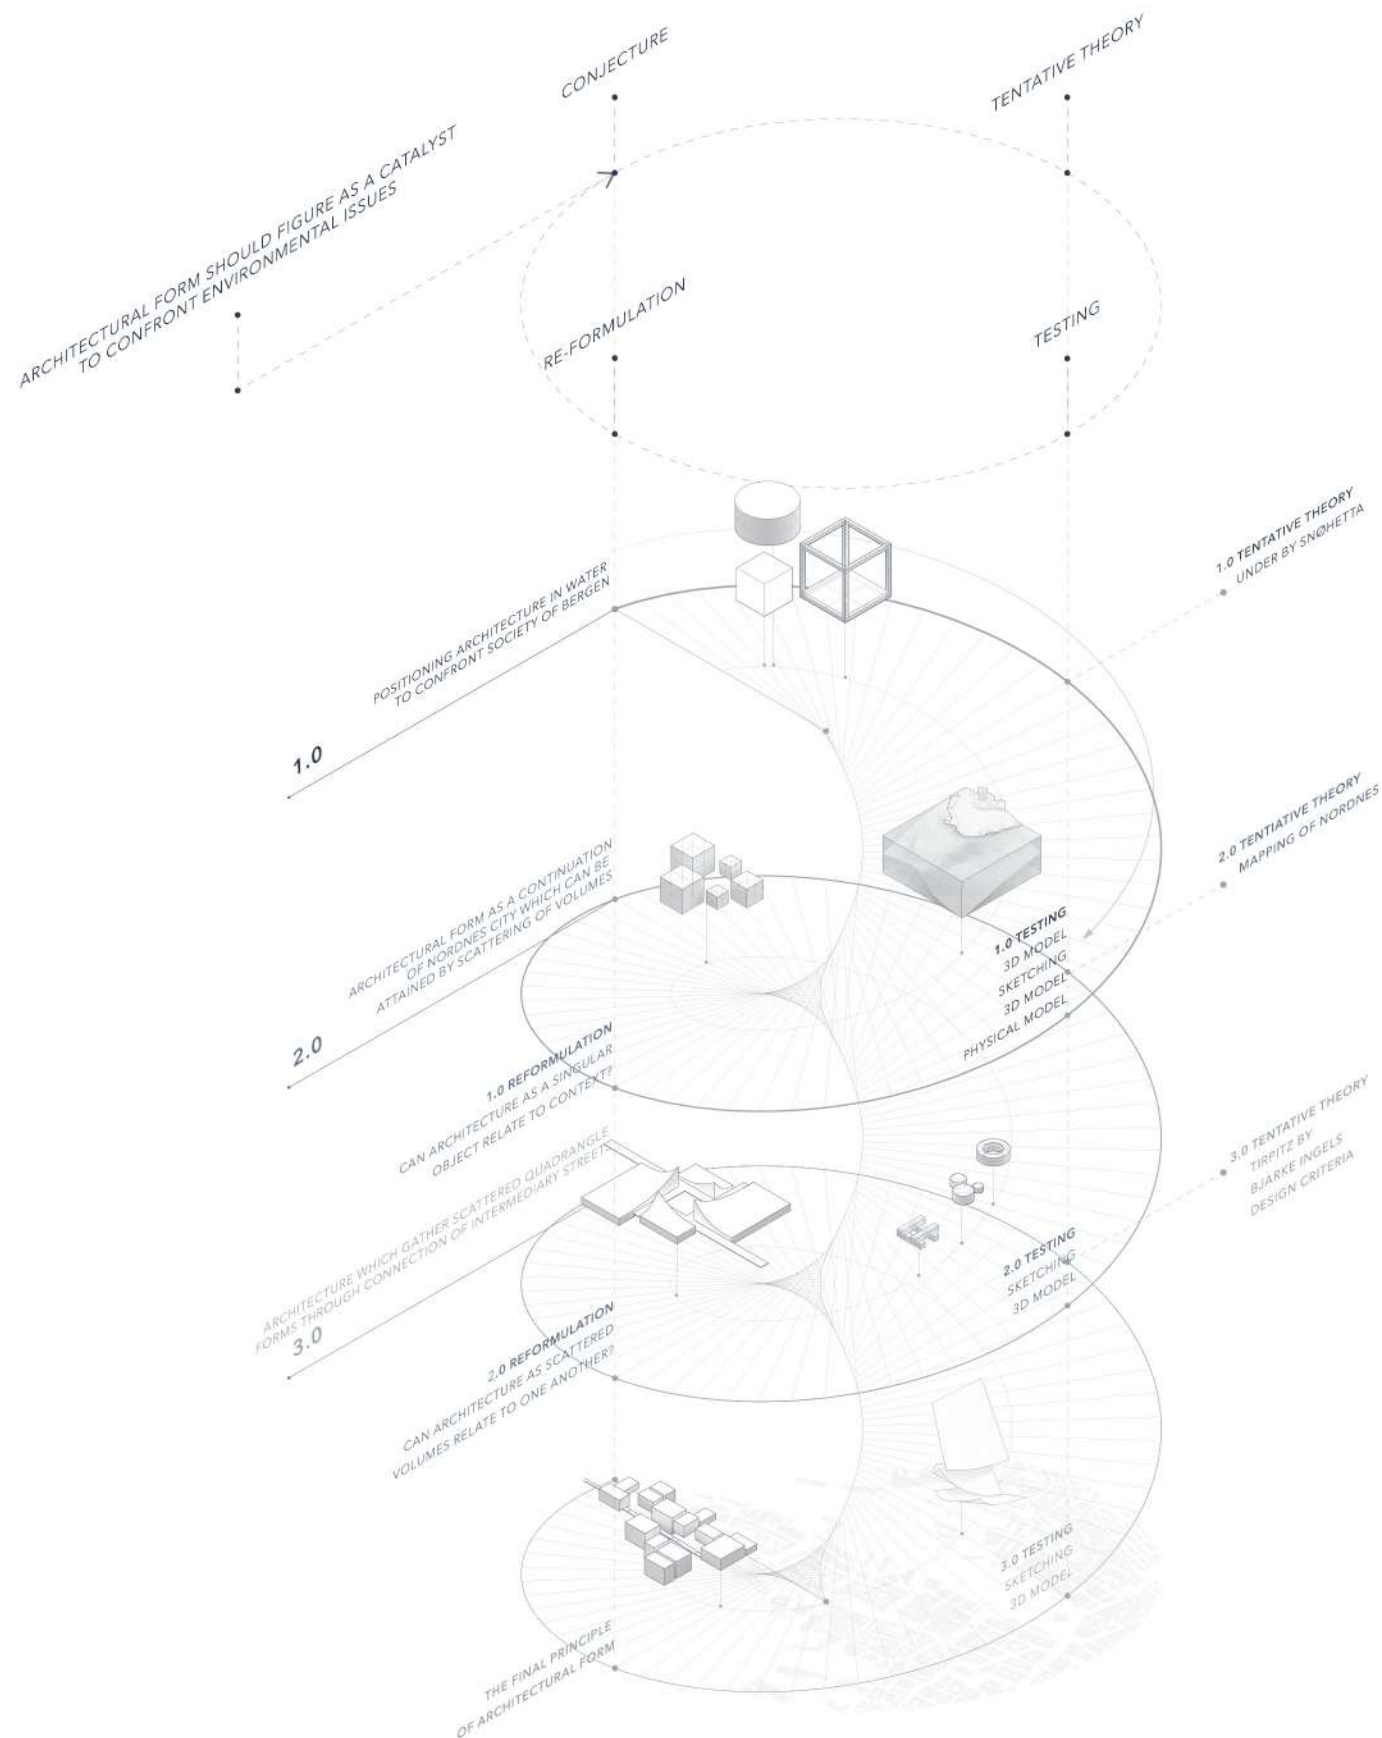 CONJECTURE
TENTATIVE THEORY
ARCHITECTURAL FORM SHOULD FIGURE AS A CATALYST
TO CONFRONT ENVIRONMENTAL ISSUES
RE-FORMULATION
TESTING
1.0 TENTATIVE THEORY
UNDER BY SNØHETTA
POSITIONING ARCHITECTURE IN WATER
TO CONFRONT SOCIETY OF BERGEN
1.0
2.0 TENTIATIVE THEORY
MAPPING OF NORDNES
ARCHITECTURAL FORM AS A CONTINUATION
OF NORDNES CITY WHICH CAN BE
ATTAINED BY SCATTERING OF VOLUMES
2.0
1.0 TESTING
3D MODEL
SKETCHING
3D MODEL
PHYSICAL MODEL
1.0 REFORMULATION
CAN ARCHITECTURE AS A SINGULAR
OBJECT RELATE TO CONTEXT?
3.0 TENTATIVE THEORY
TIRPITZ BY
BJARKE INGELS
DESIGN CRITERIA
ARCHITECTURE WHICH GATHER SCATTERED QUADRANGLE
FORMS THROUGH CONNECTION OF INTERMEDIARY STREETS
3.0
2.0 TESTING
SKETCHING
3D MODEL
2.0 REFORMULATION
CAN ARCHITECTURE AS SCATTERED
VOLUMES RELATE TO ONE ANOTHER?
3.0 TESTING
SKETCHING
3D MODEL
THE FINAL PRINCIPLE
OF ARCHITECTURAL FORM